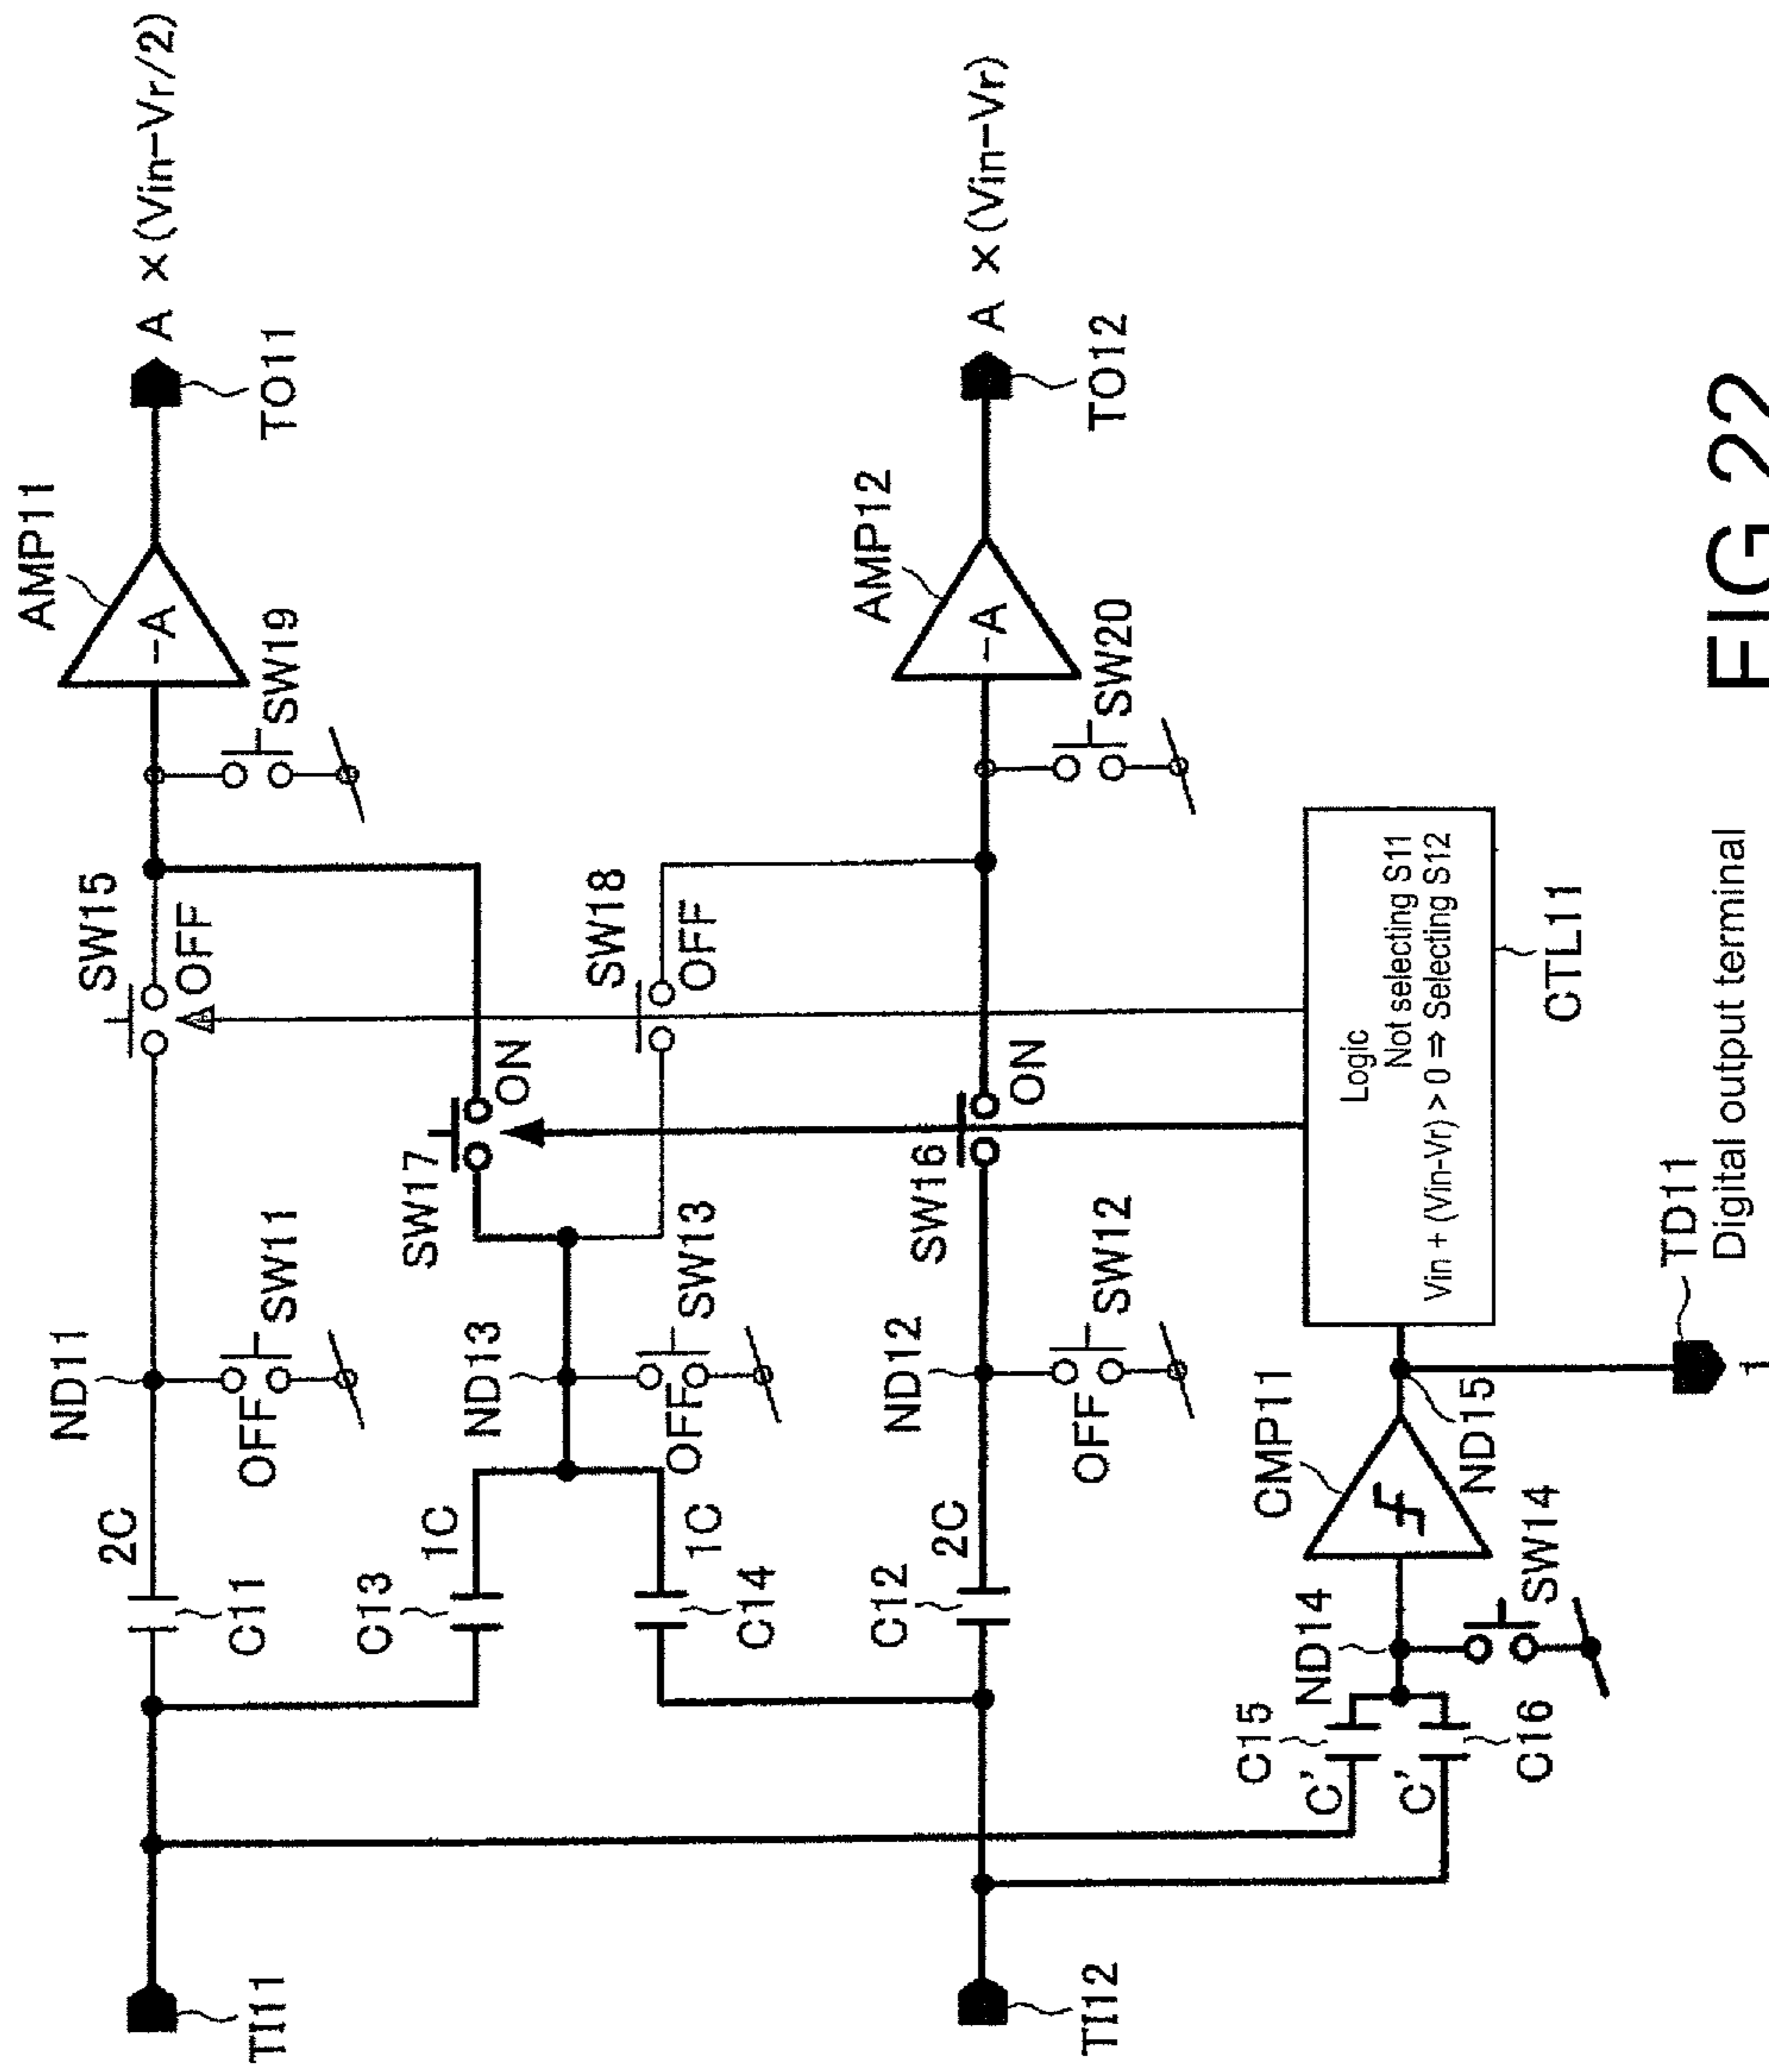 AMP11
A ×(Vin−Vr/2)
TO11
−A
SW19
SW15
OFF
ND11
OFF
SW11
2C
C11
TI11
SW17
ON
SW18
OFF
ND13
OFF
SW13
1C
C13
1C
C14
AMP12
A ×(Vin−Vr)
TO12
−A
SW20
SW16
ON
ND12
OFF
SW12
2C
C12
TI12
Logic
Not selecting S11
Vin + (Vin-Vr) > 0 ⇒ Selecting S12
CTL11
CMP11
ND15
ND14
SW14
C15
C'
C'
C16
TD11
Digital output terminal
1
FIG 22